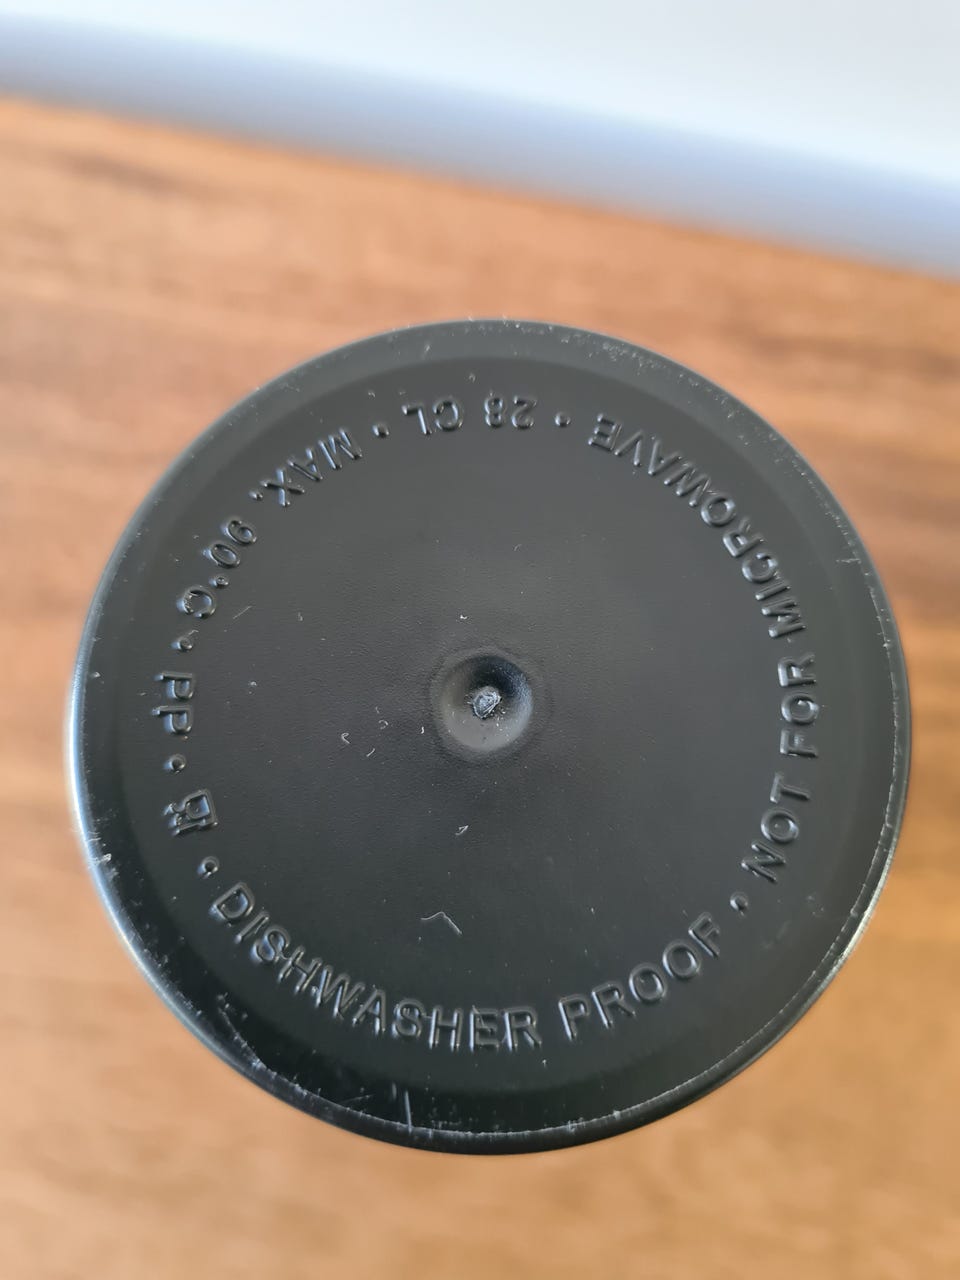 DISHWASHER PROOF • NOT FOR MICROWAVE • 28 CL • MAX. 90°C • PP •